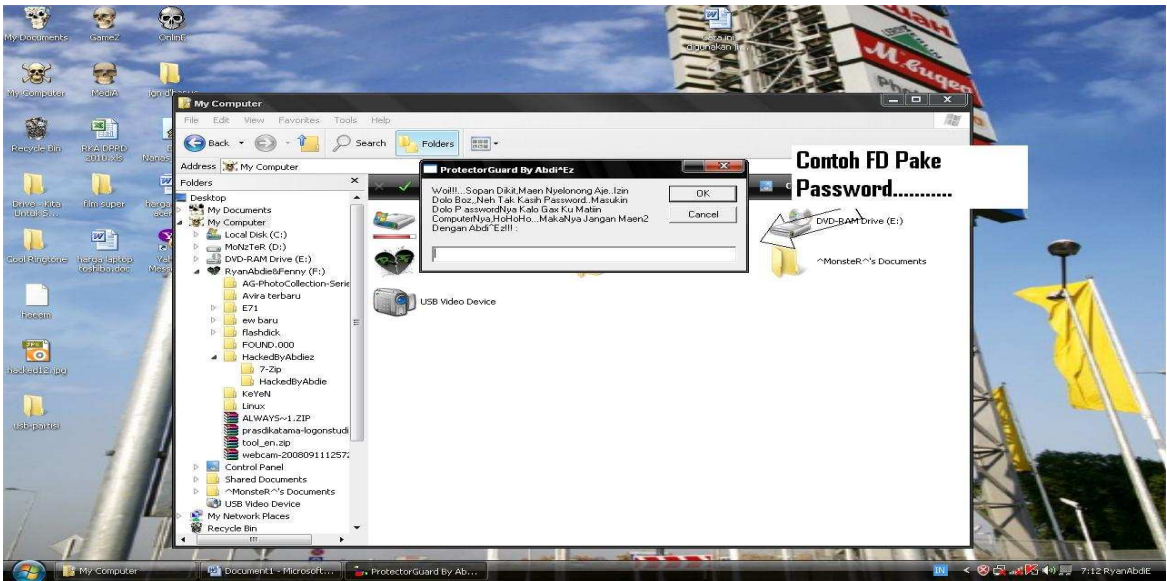 My Documents
GameZ
OnlinE
My Computer
MediA
Recycle Bin
RKA DPRD
2010.xls
film super
Cool Ringtone
harga laptop
toshiba.doc
hacked12.jpg
usb-partisi
Cara ini
My Computer
File Edit View Favorites Tools Help
Back Search Folders
Address My Computer
Folders
Desktop
My Documents
My Computer
Local Disk (C:)
MoNzTeR (D:)
DVD-RAM Drive (E:)
RyanAbdie&Fenny (F:)
AG-PhotoCollection-Serie
Avira terbaru
E71
ew baru
flashdick
FOUND.000
HackedByAbdiez
7-Zip
HackedByAbdie
KeYeN
Linux
ALWAYS~1.ZIP
prasdikatama-logonstudi
tool_en.zip
webcam-200809111257
Control Panel
Shared Documents
^MonsteR^'s Documents
USB Video Device
My Network Places
Recycle Bin
ProtectorGuard By Abdi^Ez
Woi!!!...Sopan Dikit,Maen Nyelonong Aje..Izin
Dolo Boz,,Neh Tak Kasih Password..Masukin
Dolo P asswordNya Kalo Gax Ku Matiin
ComputerNya,HoHoHo...MakaNya Jangan Maen2
Dengan Abdi^Ez!!! :
OK
Cancel
Contoh FD Pake
Password...........
DVD-RAM Drive (E:)
^MonsteR^'s Documents
USB Video Device
М.Видео
My Computer
Document1 - Microsoft...
ProtectorGuard By Ab...
IN
7:12 RyanAbdiE